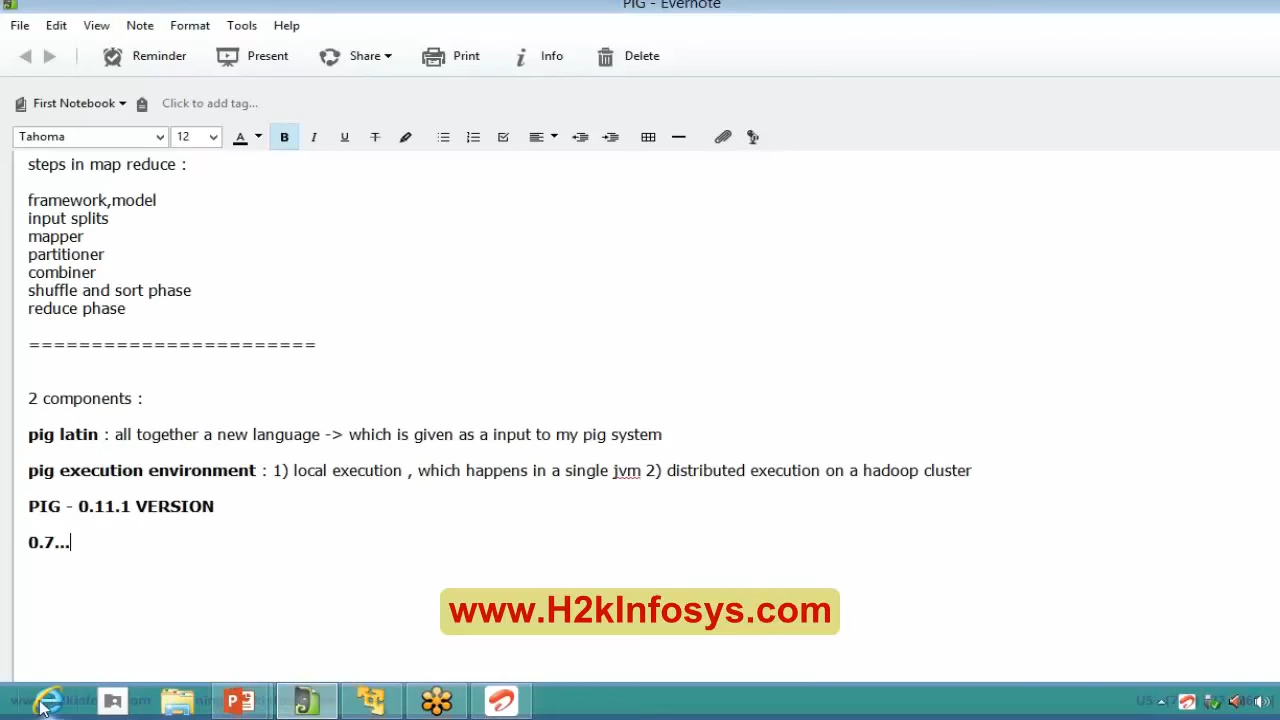 PIG - Evernote
File Edit View Note Format Tools Help
Reminder Present Share Print Info Delete
First Notebook Click to add tag...
Tahoma 12 A B I U T
steps in map reduce :
framework,model
input splits
mapper
partitioner
combiner
shuffle and sort phase
reduce phase
=======================
2 components :
pig latin : all together a new language -> which is given as a input to my pig system
pig execution environment : 1) local execution , which happens in a single jvm 2) distributed execution on a hadoop cluster
PIG - 0.11.1 VERSION
0.7...
www.H2kInfosys.com
US